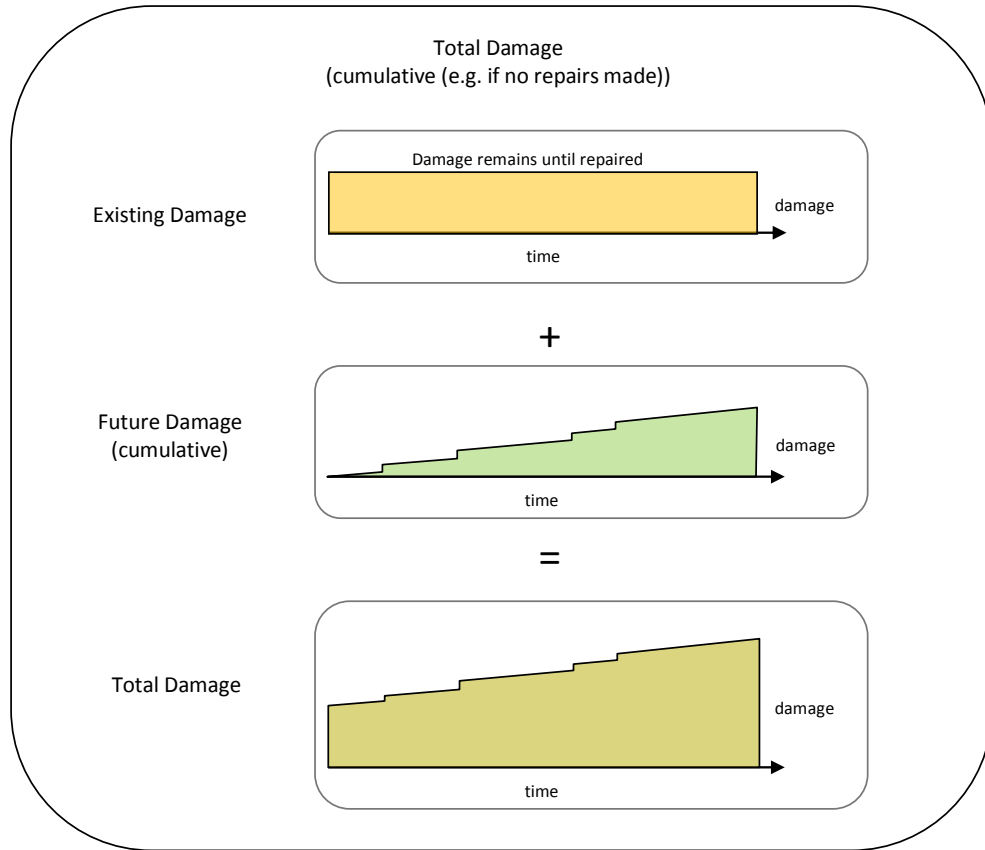 Total Damage
(cumulative (e.g. if no repairs made))
Damage remains until repaired
Existing Damage
damage
time
+
Future Damage
(cumulative)
damage
time
=
Total Damage
damage
time